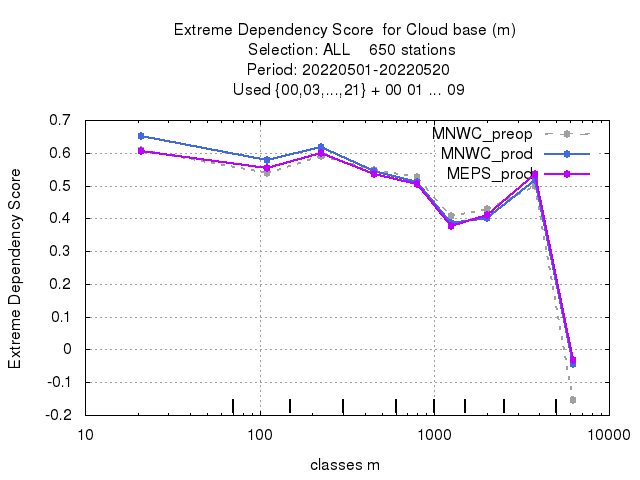 Extreme Dependency Score  for Cloud base (m)
Selection: ALL    650 stations
Period: 20220501-20220520
Used {00,03,...,21} + 00 01 ... 09
Extreme Dependency Score
0.7
0.6
0.5
0.4
0.3
0.2
0.1
0
-0.1
-0.2
MNWC_preop
MNWC_prod
MEPS_prod
10
100
1000
10000
classes m